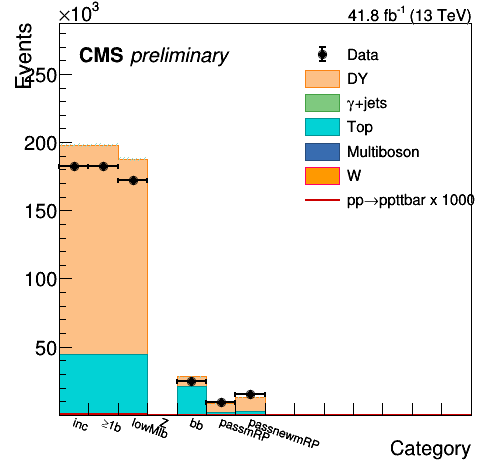 ×10³
41.8 fb⁻¹ (13 TeV)
Events
CMS preliminary
Data
DY
γ+jets
Top
Multiboson
W
pp→ppttbar x 1000
250
200
150
100
50
inc
≥1b
lowMlb
Z
bb
passmRP
passnewmRP
Category